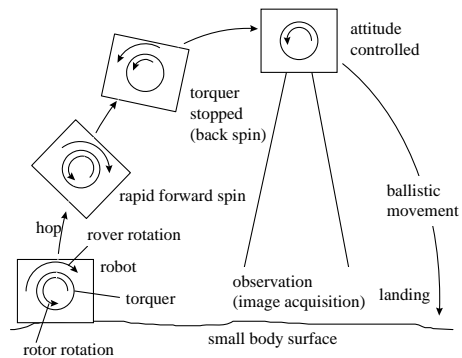 attitude
controlled
torquer
stopped
(back spin)
rapid forward spin
ballistic
movement
hop
rover rotation
robot
torquer
observation
(image acquisition)
landing
small body surface
rotor rotation